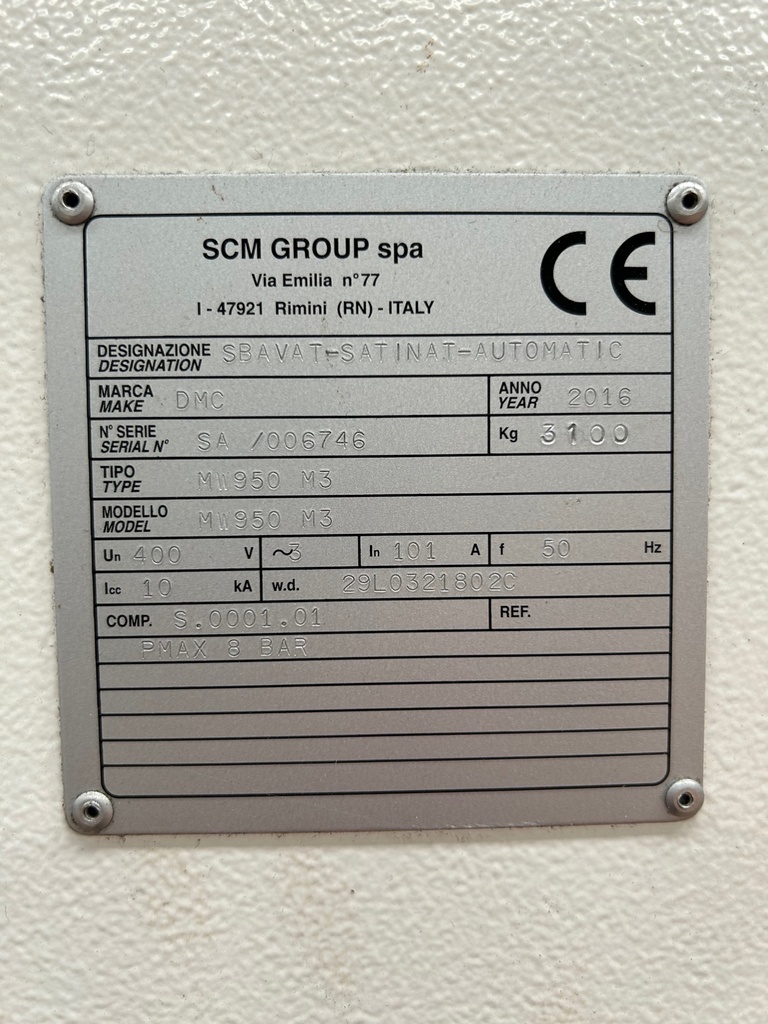 SCM GROUP spa
Via Emilia n°77
I - 47921 Rimini (RN) - ITALY
CE
DESIGNAZIONE SBAVAT-SATINAT-AUTOMATIC
DESIGNATION
MARCA DMC ANNO 2016
MAKE YEAR
N° SERIE SA /006746 Kg 3100
SERIAL N°
TIPO MW950 M3
TYPE
MODELLO MW950 M3
MODEL
Un 400 V ~3 In 101 A f 50 Hz
Icc 10 kA w.d. 29L0321802C
COMP. S.0001.01 REF.
PMAX 8 BAR